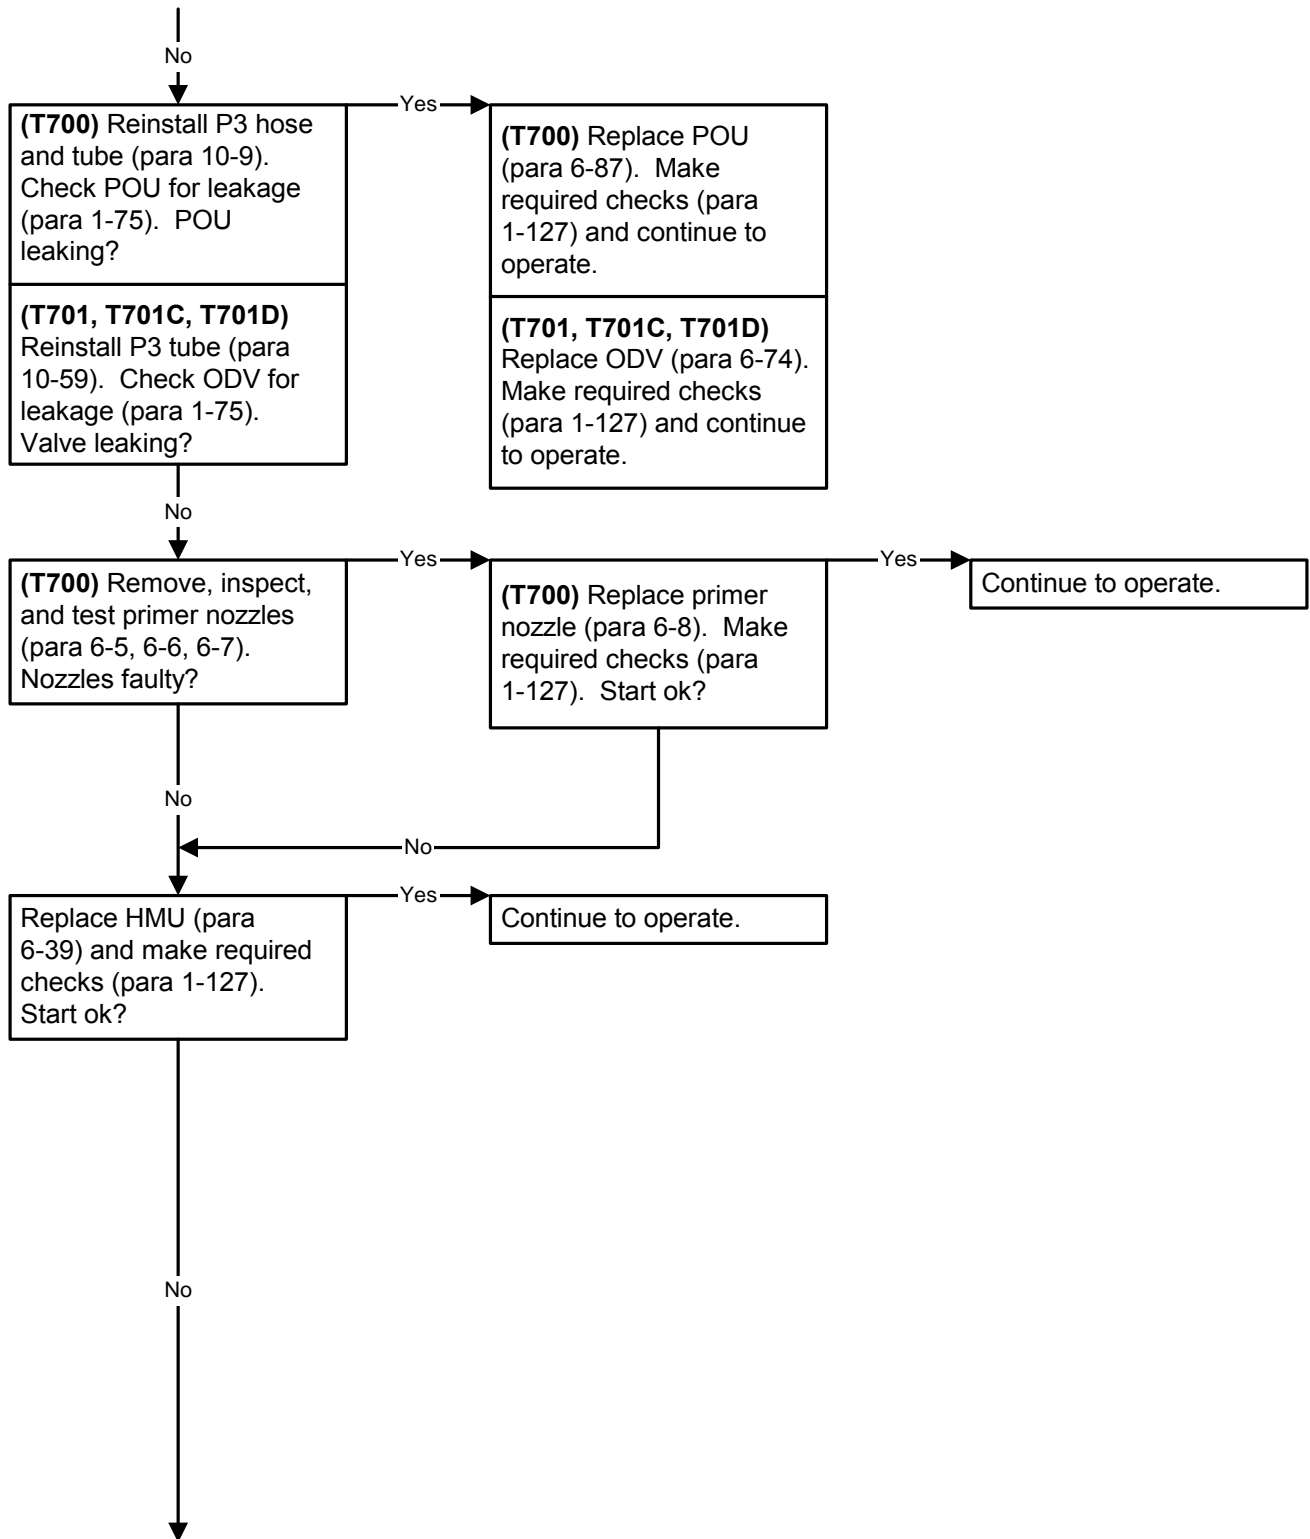 No
(T700) Reinstall P3 hose
and tube (para 10-9).
Check POU for leakage
(para 1-75).  POU
leaking?
(T701, T701C, T701D)
Reinstall P3 tube (para
10-59).  Check ODV for
leakage (para 1-75).
Valve leaking?
Yes
(T700) Replace POU
(para 6-87).  Make
required checks (para
1-127) and continue to
operate.
(T701, T701C, T701D)
Replace ODV (para 6-74).
Make required checks
(para 1-127) and continue
to operate.
No
(T700) Remove, inspect,
and test primer nozzles
(para 6-5, 6-6, 6-7).
Nozzles faulty?
Yes
(T700) Replace primer
nozzle (para 6-8).  Make
required checks (para
1-127).  Start ok?
Yes
Continue to operate.
No
No
Replace HMU (para
6-39) and make required
checks (para 1-127).
Start ok?
Yes
Continue to operate.
No